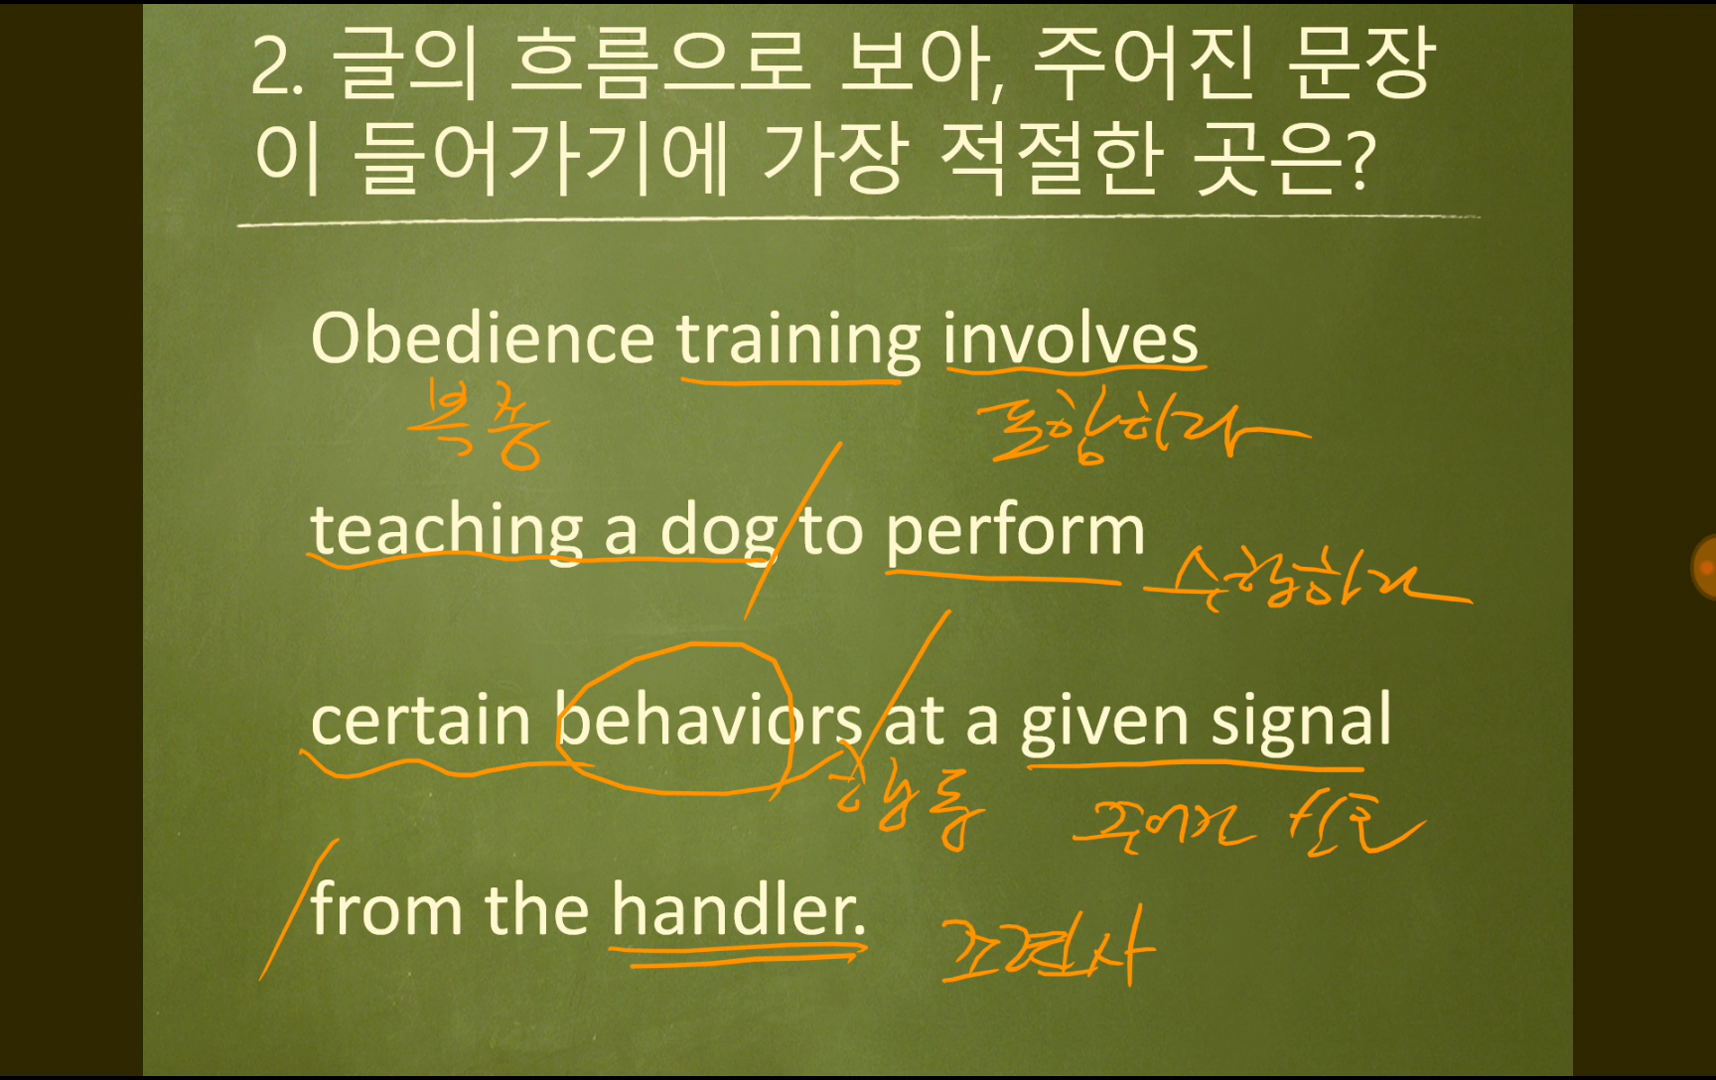 2. 글의 흐름으로 보아, 주어진 문장
이 들어가기에 가장 적절한 곳은?
Obedience training involves
복종 포함하다
teaching a dog to perform
수행하다
certain behaviors at a given signal
행동 주어진 신호
from the handler.
조련사